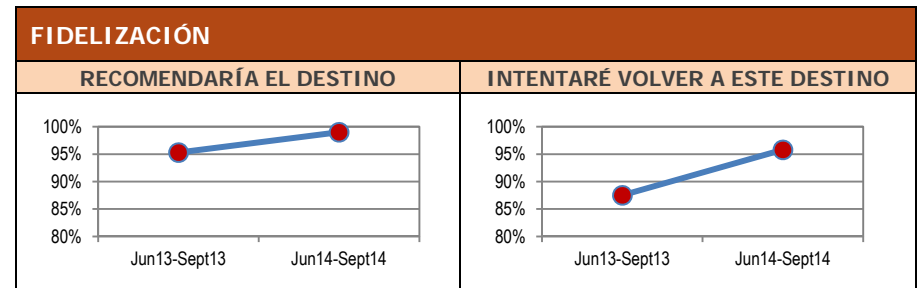 FIDELIZACIÓN
RECOMENDARÍA EL DESTINO
100%
95%
90%
85%
80%
Jun13-Sept13 Jun14-Sept14
INTENTARÉ VOLVER A ESTE DESTINO
100%
95%
90%
85%
80%
Jun13-Sept13 Jun14-Sept14